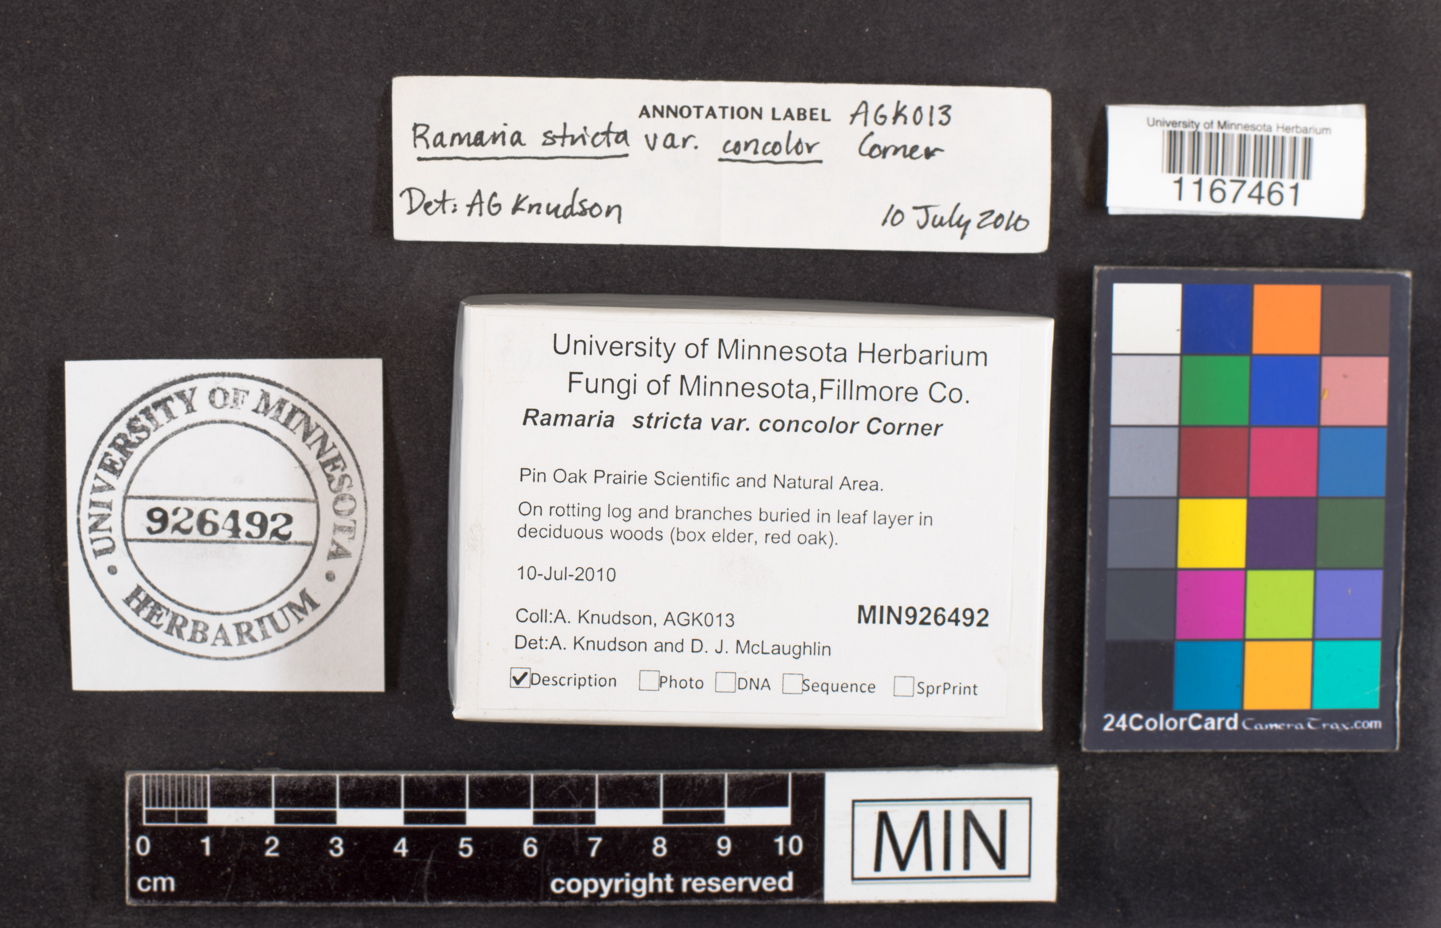 ANNOTATION LABEL AGK013
Ramaria stricta var. concolor Corner
Det: AG Knudson
10 July 2010
University of Minnesota Herbarium
1167461
UNIVERSITY OF MINNESOTA
926492
• HERBARIUM •
University of Minnesota Herbarium
Fungi of Minnesota,Fillmore Co.
Ramaria stricta var. concolor Corner
Pin Oak Prairie Scientific and Natural Area.
On rotting log and branches buried in leaf layer in
deciduous woods (box elder, red oak).
10-Jul-2010
Coll:A. Knudson, AGK013
MIN926492
Det:A. Knudson and D. J. McLaughlin
Description Photo DNA Sequence SprPrint
24ColorCard CameraTrax.com
0 1 2 3 4 5 6 7 8 9 10
cm copyright reserved
MIN